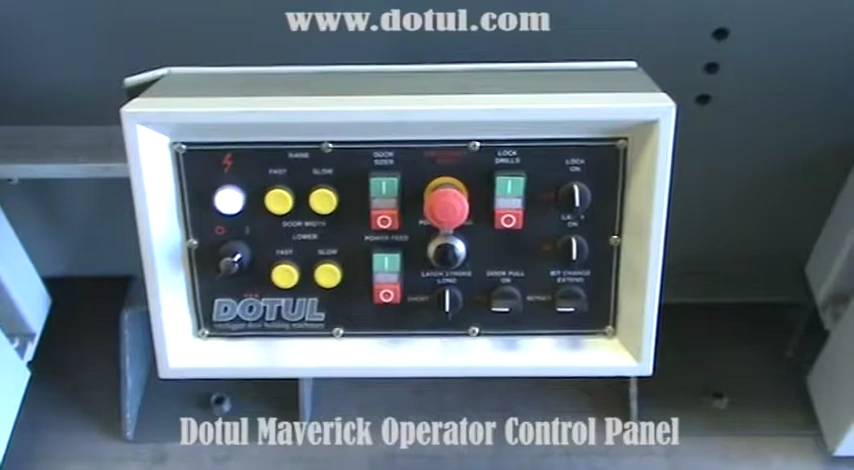 www.dotul.com
RAISE
DOOR
SIZER
LOCK
DRILLS
LOCK
ON
FAST
SLOW
DOOR WIDTH
LOWER
POWER FEED
ON
FAST
SLOW
LATCH STROKE
LONG
SHORT
DOOR PULL
ON
BIT CHANGE
EXTEND
RETRACT
DOTUL
Dotul Maverick Operator Control Panel